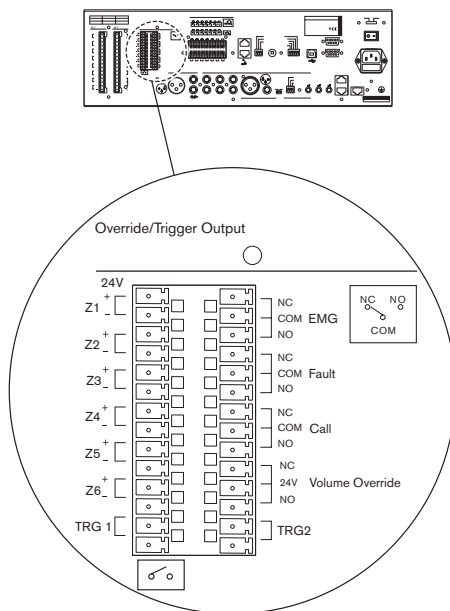 Override/Trigger Output
24V
Z1 + -
Z2 + -
Z3 + -
Z4 + -
Z5 + -
Z6 + -
TRG 1
NC
COM EMG
NO
NC
COM Fault
NO
NC
COM Call
NO
NC
24V Volume Override
NO
TRG2
NC NO
COM